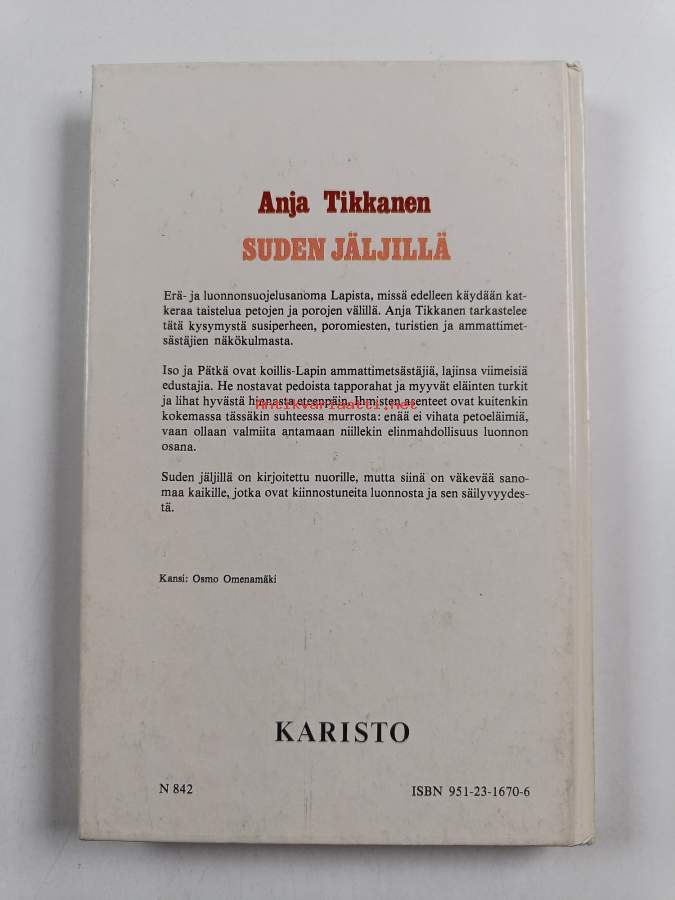 Anja Tikkanen
SUDEN JÄLJILLÄ
Erä- ja luonnonsuojelusanoma Lapista, missä edelleen käydään kat-
keraa taistelua petojen ja porojen välillä. Anja Tikkanen tarkastelee
tätä kysymystä susiperheen, poromiesten, turistien ja ammattimet-
sästäjien näkökulmasta.
Iso ja Pätkä ovat koillis-Lapin ammattimetsästäjiä, lajinsa viimeisiä
edustajia. He nostavat pedoista tapporahat ja myyvät eläinten turkit
ja lihat hyvästä hinnasta eteenpäin. Ihmisten asenteet ovat kuitenkin
Antikvariaatti.net
kokemassa tässäkin suhteessa murrosta: enää ei vihata petoeläimiä,
vaan ollaan valmiita antamaan niillekin elinmahdollisuus luonnon
osana.
Suden jäljillä on kirjoitettu nuorille, mutta siinä on väkevää sano-
maa kaikille, jotka ovat kiinnostuneita luonnosta ja sen säilyvyydes-
tä.
Kansi: Osmo Omenamäki
KARISTO
N 842
ISBN 951-23-1670-6